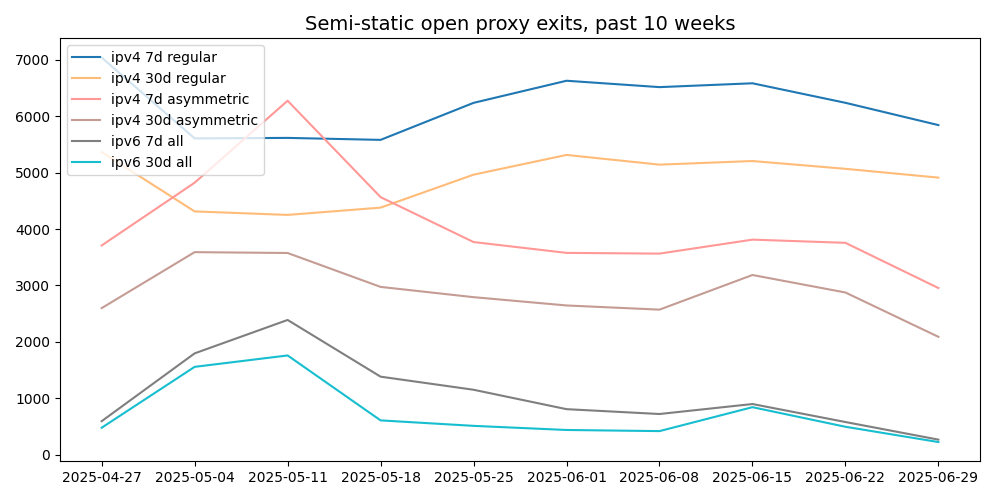 Semi-static open proxy exits, past 10 weeks
7000
6000
5000
4000
3000
2000
1000
0
ipv4 7d regular
ipv4 30d regular
ipv4 7d asymmetric
ipv4 30d asymmetric
ipv6 7d all
ipv6 30d all
2025-04-27 2025-05-04 2025-05-11 2025-05-18 2025-05-25 2025-06-01 2025-06-08 2025-06-15 2025-06-22 2025-06-29